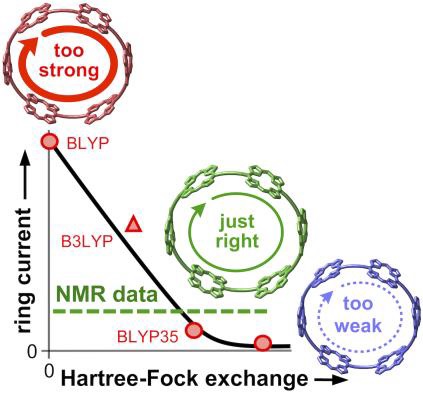 too
strong
BLYP
B3LYP
just
right
NMR data
BLYP35
too
weak
ring current
0
0
Hartree-Fock exchange